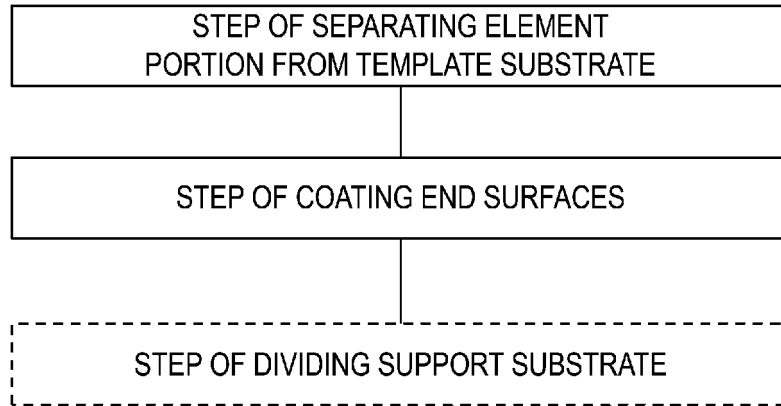 STEP OF SEPARATING ELEMENT
PORTION FROM TEMPLATE SUBSTRATE
STEP OF COATING END SURFACES
STEP OF DIVIDING SUPPORT SUBSTRATE